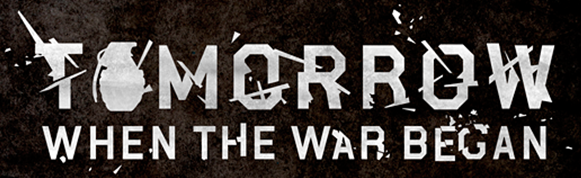 TOMORROW
WHEN THE WAR BEGAN